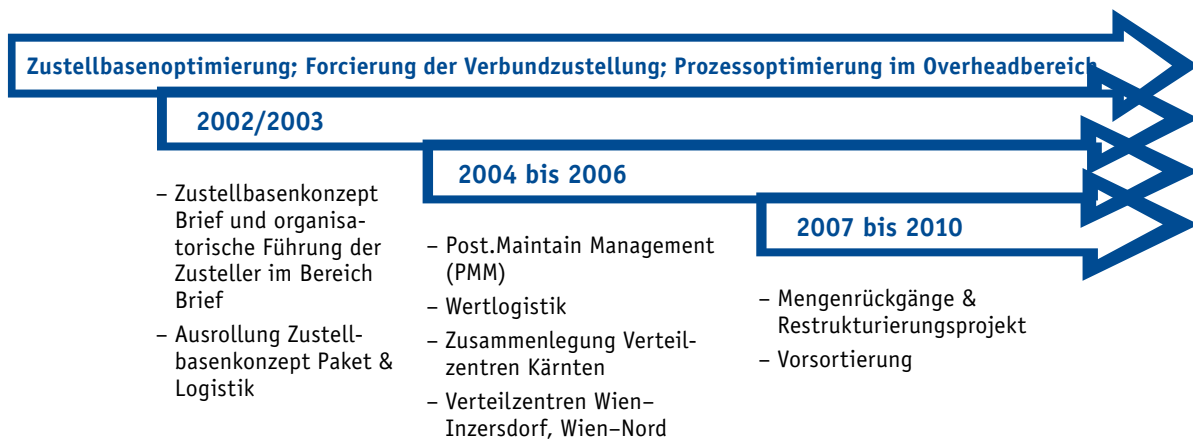 Zustellbasenoptimierung; Forcierung der Verbundzustellung; Prozessoptimierung im Overheadbereich
2002/2003
– Zustellbasenkonzept
Brief und organisa-
torische Führung der
Zusteller im Bereich
Brief
– Ausrollung Zustell-
basenkonzept Paket &
Logistik
2004 bis 2006
– Post.Maintain Management
(PMM)
– Wertlogistik
– Zusammenlegung Verteil-
zentren Kärnten
– Verteilzentren Wien–
Inzersdorf, Wien–Nord
2007 bis 2010
– Mengenrückgänge &
Restrukturierungsprojekt
– Vorsortierung